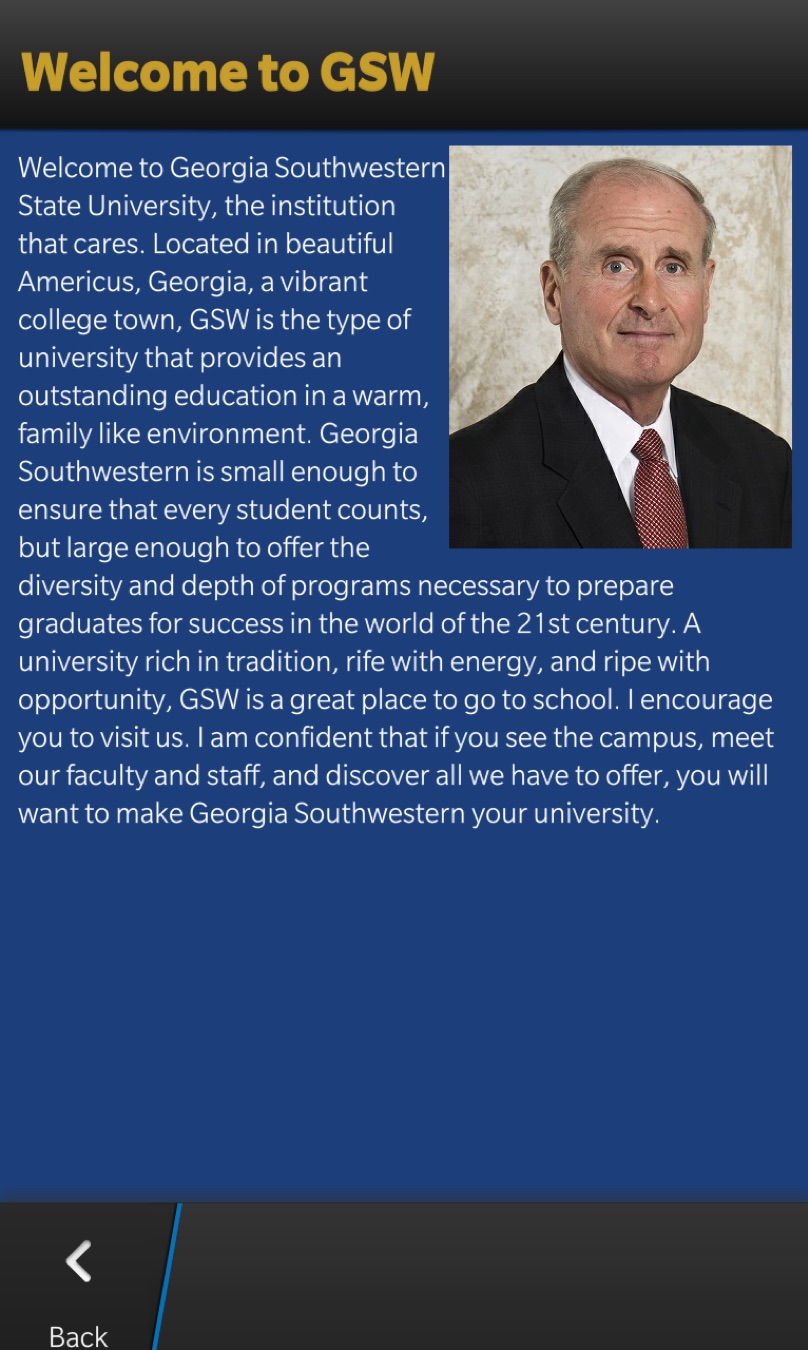 Welcome to GSW
Welcome to Georgia Southwestern
State University, the institution
that cares. Located in beautiful
Americus, Georgia, a vibrant
college town, GSW is the type of
university that provides an
outstanding education in a warm,
family like environment. Georgia
Southwestern is small enough to
ensure that every student counts,
but large enough to offer the
diversity and depth of programs necessary to prepare
graduates for success in the world of the 21st century. A
university rich in tradition, rife with energy, and ripe with
opportunity, GSW is a great place to go to school. I encourage
you to visit us. I am confident that if you see the campus, meet
our faculty and staff, and discover all we have to offer, you will
want to make Georgia Southwestern your university.
Back